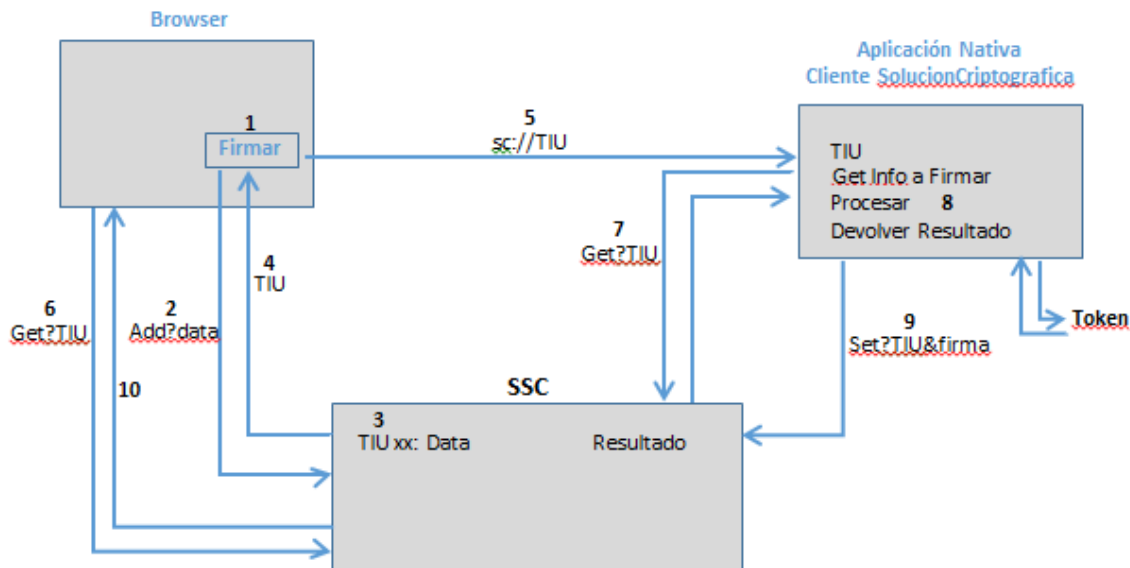 Browser
Aplicación Nativa
Cliente SolucionCriptografica
1
Firmar
5
sc://TIU
TIU
Get Info a Firmar
Procesar 8
Devolver Resultado
7
Get?TIU
4
TIU
6
Get?TIU
2
Add?data
10
9
Set?TIU&firma
Token
SSC
3
TIU xx: Data
Resultado